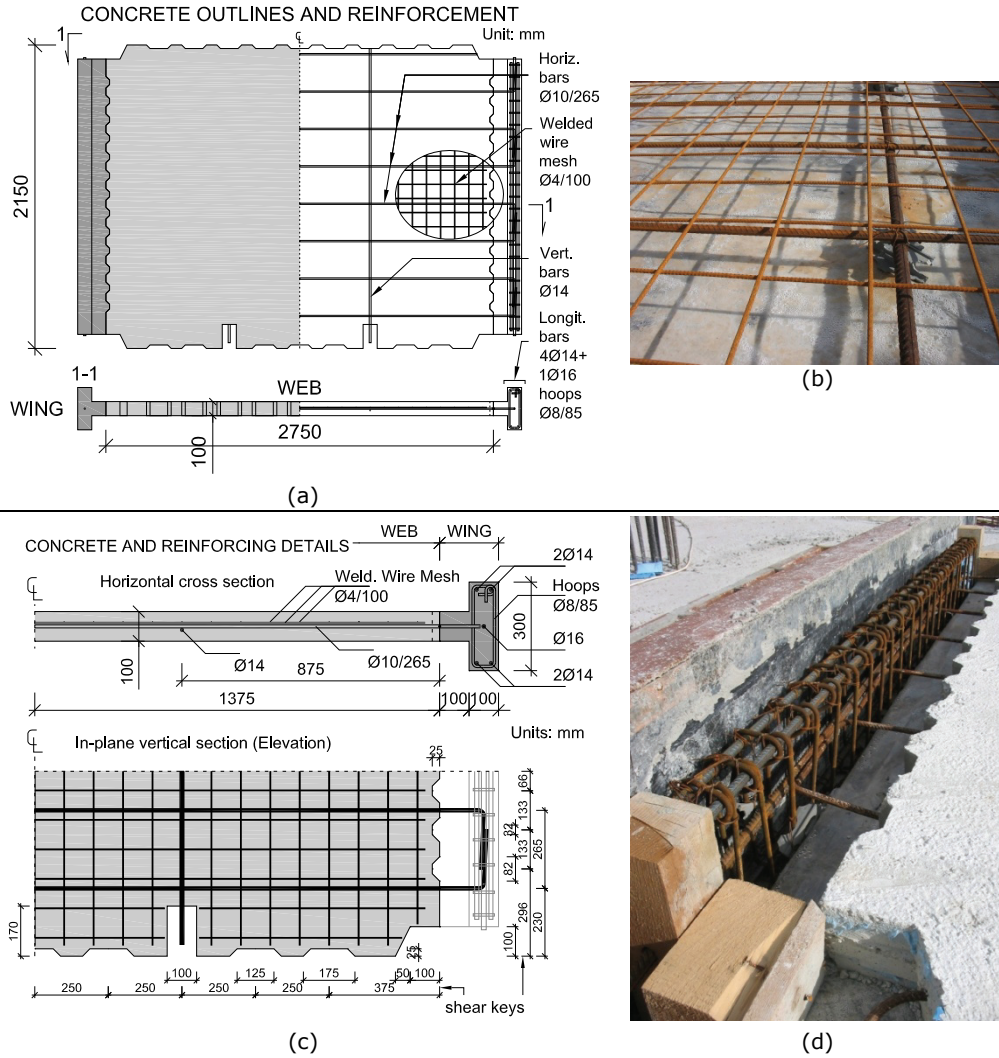 CONCRETE OUTLINES AND REINFORCEMENT
Unit: mm
1
℄
Horiz.
bars
Ø10/265
Welded
wire
mesh
Ø4/100
1
Vert.
bars
Ø14
Longit.
bars
4Ø14+
1Ø16
hoops
Ø8/85
2150
1-1
WEB
WING
100
2750
(a)
(b)
CONCRETE AND REINFORCING DETAILS
WEB
WING
℄
Horizontal cross section
Weld. Wire Mesh
Ø4/100
2Ø14
Hoops
Ø8/85
300
Ø16
2Ø14
100
Ø14
875
Ø10/265
1375
100
100
℄
In-plane vertical section (Elevation)
Units: mm
25
66
133
82
133
82
265
296
230
100
170
25
100
125
175
50
100
250
250
250
250
375
shear keys
(c)
(d)